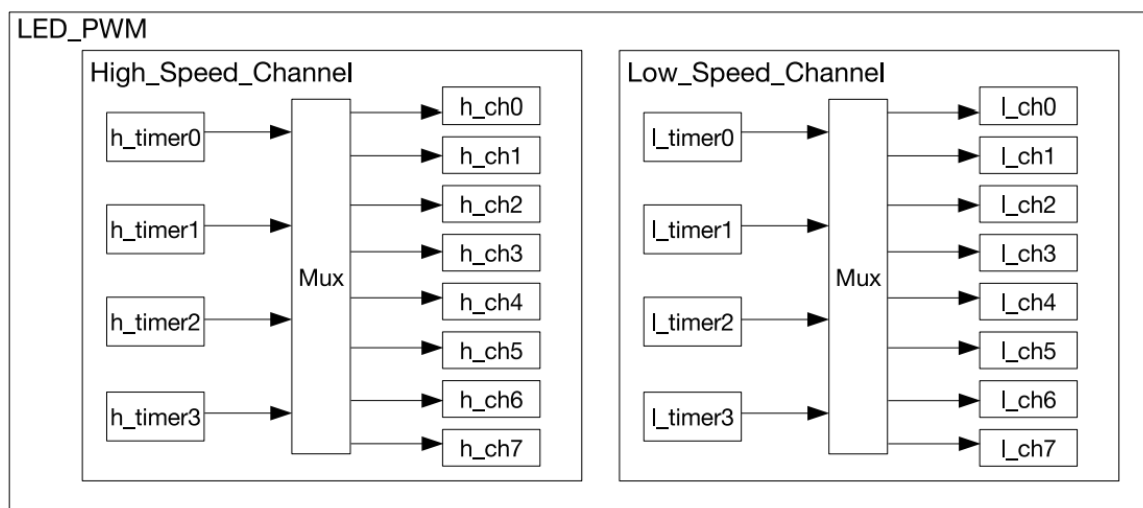 LED_PWM
High_Speed_Channel
h_timer0
h_timer1
h_timer2
h_timer3
Mux
h_ch0
h_ch1
h_ch2
h_ch3
h_ch4
h_ch5
h_ch6
h_ch7
Low_Speed_Channel
l_timer0
l_timer1
l_timer2
l_timer3
Mux
l_ch0
l_ch1
l_ch2
l_ch3
l_ch4
l_ch5
l_ch6
l_ch7